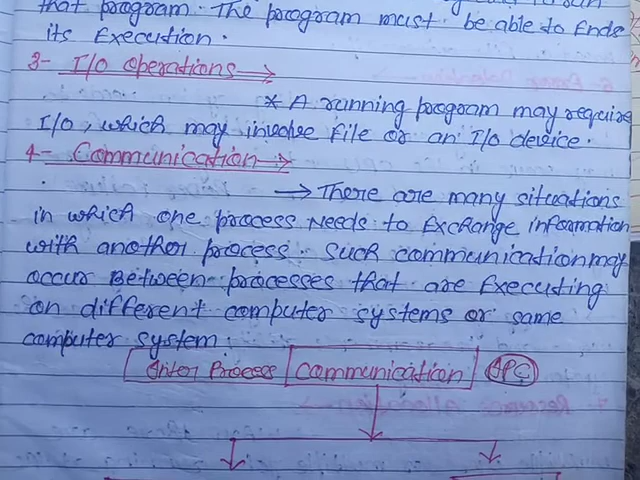 that program. The program must be able to Ends
its Execution.
3- I/O Operations
* A running program may require
I/O, which may involve File or an I/O device.
4- Communication
There are many situations
in which one process Needs to Exchange information
with another process. Such communication may
occur Between processes that are Executing
on different computer systems or same
computer system.
Inter Process Communication IPC